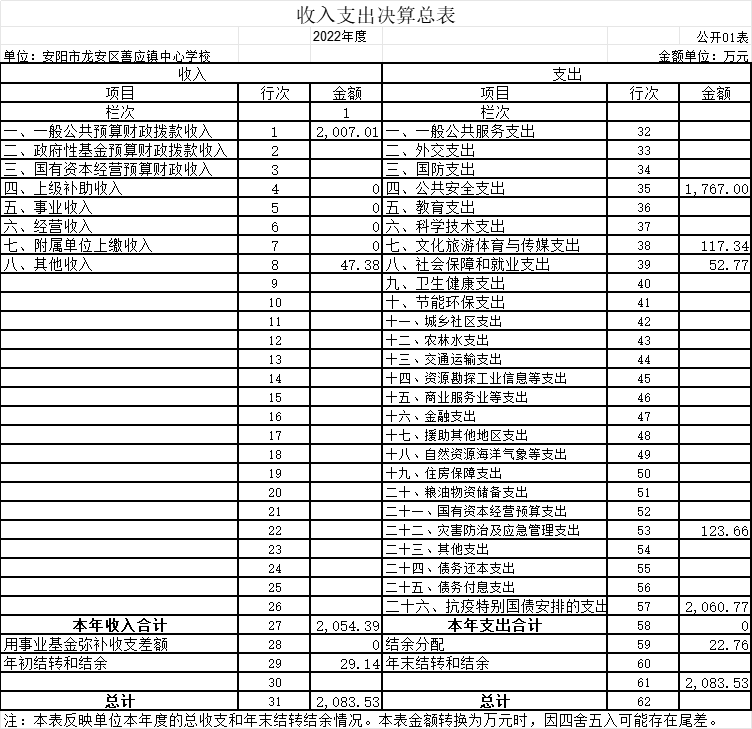 收入支出决算总表
2022年度
公开01表
单位：安阳市龙安区善应镇中心学校 金额单位：万元
收入 支出
项目 行次 金额 项目 行次 金额
栏次 1 栏次
一、一般公共预算财政拨款收入 1 2,007.01 一、一般公共服务支出 32
二、政府性基金预算财政拨款收入 2 二、外交支出 33
三、国有资本经营预算财政收入 3 三、国防支出 34
四、上级补助收入 4 0 四、公共安全支出 35 1,767.00
五、事业收入 5 0 五、教育支出 36
六、经营收入 6 0 六、科学技术支出 37
七、附属单位上缴收入 7 0 七、文化旅游体育与传媒支出 38 117.34
八、其他收入 8 47.38 八、社会保障和就业支出 39 52.77
9 九、卫生健康支出 40
10 十、节能环保支出 41
11 十一、城乡社区支出 42
12 十二、农林水支出 43
13 十三、交通运输支出 44
14 十四、资源勘探工业信息等支出 45
15 十五、商业服务业等支出 46
16 十六、金融支出 47
17 十七、援助其他地区支出 48
18 十八、自然资源海洋气象等支出 49
19 十九、住房保障支出 50
20 二十、粮油物资储备支出 51
21 二十一、国有资本经营预算支出 52
22 二十二、灾害防治及应急管理支出 53 123.66
23 二十三、其他支出 54
24 二十四、债务还本支出 55
25 二十五、债务付息支出 56
26 二十六、抗疫特别国债安排的支出 57 2,060.77
本年收入合计 27 2,054.39 本年支出合计 58 0
用事业基金弥补收支差额 28 0 结余分配 59 22.76
年初结转和结余 29 29.14 年末结转和结余 60
30 61 2,083.53
总计 31 2,083.53 总计 62
注：本表反映单位本年度的总收支和年末结转结余情况。本表金额转换为万元时，因四舍五入可能存在尾差。